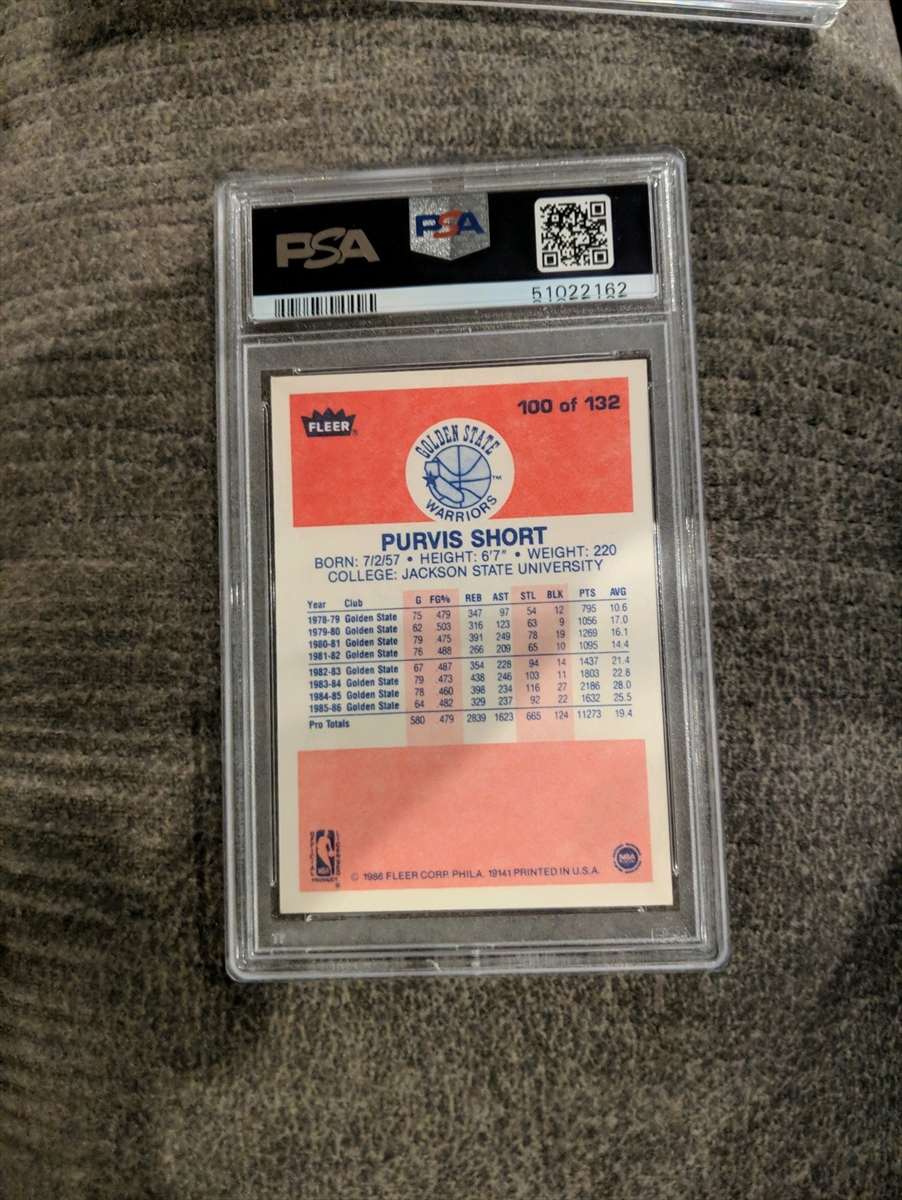 PSA PSA
51022162
FLEER 100 of 132
GOLDEN STATE
WARRIORS
PURVIS SHORT
BORN: 7/2/57 • HEIGHT: 6'7" • WEIGHT: 220
COLLEGE: JACKSON STATE UNIVERSITY
Year Club G FG% REB AST STL BLK PTS AVG
1978-79 Golden State 75 .479 347 97 54 12 795 10.6
1979-80 Golden State 62 .503 316 123 63 9 1056 17.0
1980-81 Golden State 79 .475 391 249 78 19 1269 16.1
1981-82 Golden State 76 .488 266 209 65 10 1095 14.4
1982-83 Golden State 67 .487 354 228 94 14 1437 21.4
1983-84 Golden State 79 .473 438 246 103 11 1803 22.8
1984-85 Golden State 78 .460 398 234 116 27 2186 28.0
1985-86 Golden State 64 .482 329 237 92 22 1632 25.5
Pro Totals 580 .479 2839 1623 665 124 11273 19.4
PRODUCT
NBA
© 1986 FLEER CORP. PHILA. 19141 PRINTED IN U.S.A.